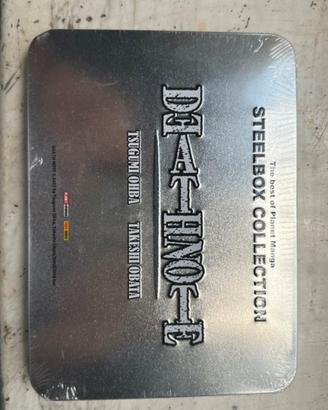 The best of Planet Manga
STEELBOX COLLECTION
DEATH NOTE
TSUGUMI OHBA TAKESHI OBATA